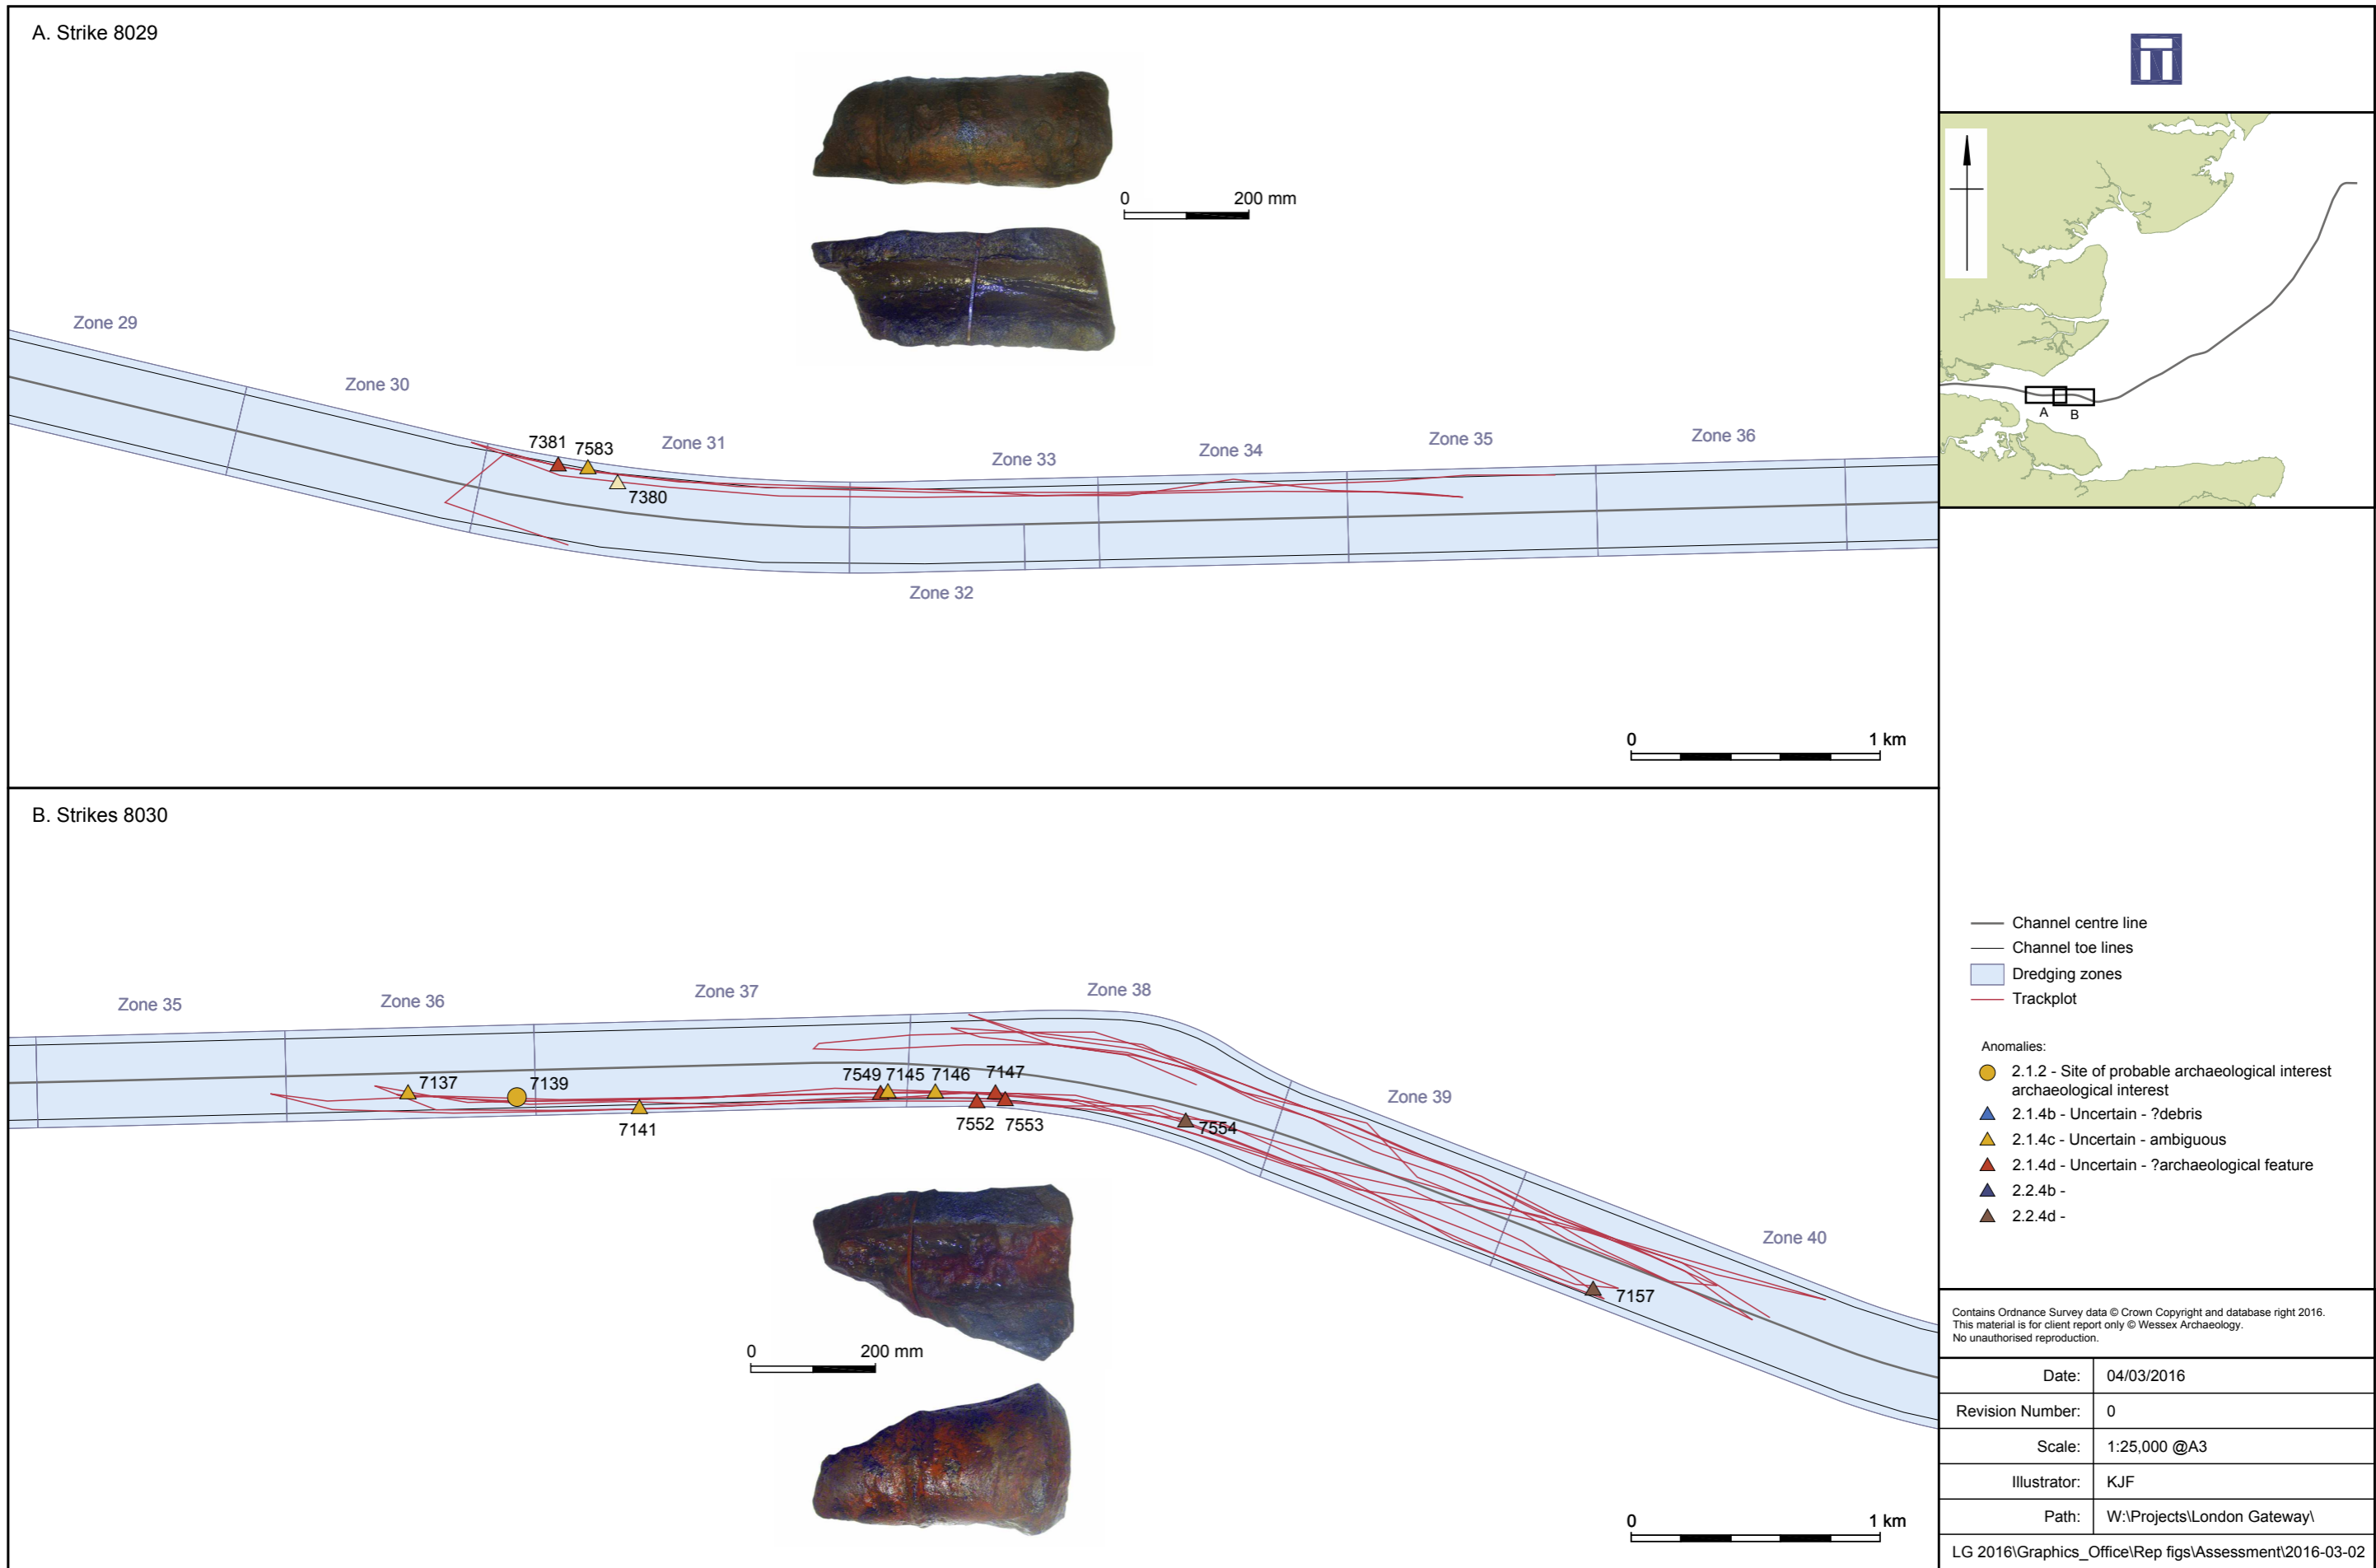 A. Strike 8029
0 200 mm
Zone 29
Zone 30
7381 7583
Zone 31
7380
Zone 33
Zone 34
Zone 35
Zone 36
Zone 32
0 1 km
B. Strikes 8030
Zone 35
Zone 36
Zone 37
Zone 38
7137
7139
7549 7145 7146 7147
7141
7552 7553
7554
Zone 39
Zone 40
7157
0 200 mm
0 1 km
A B
Channel centre line
Channel toe lines
Dredging zones
Trackplot
Anomalies:
2.1.2 - Site of probable archaeological interest
archaeological interest
2.1.4b - Uncertain - ?debris
2.1.4c - Uncertain - ambiguous
2.1.4d - Uncertain - ?archaeological feature
2.2.4b -
2.2.4d -
Contains Ordnance Survey data © Crown Copyright and database right 2016.
This material is for client report only © Wessex Archaeology.
No unauthorised reproduction.
Date: 04/03/2016
Revision Number: 0
Scale: 1:25,000 @A3
Illustrator: KJF
Path: W:\Projects\London Gateway\
LG 2016\Graphics_Office\Rep figs\Assessment\2016-03-02